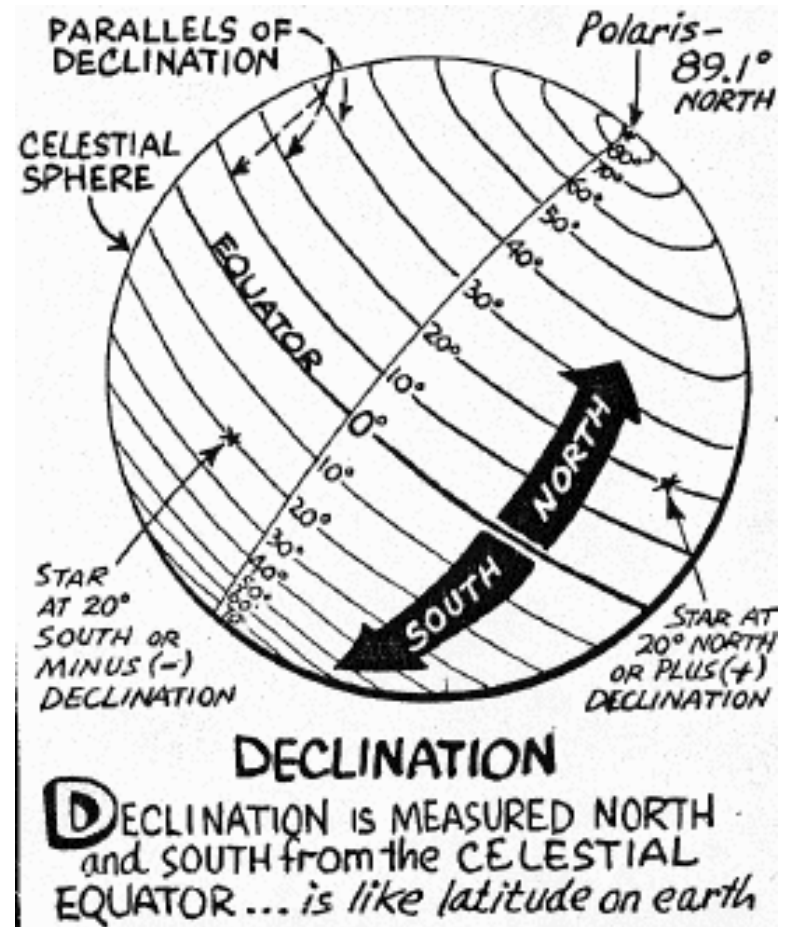 PARALLELS OF
DECLINATION
Polaris-
89.1°
NORTH
CELESTIAL
SPHERE
EQUATOR
80°
70°
60°
50°
40°
30°
20°
10°
0°
10°
20°
30°
40°
50°
NORTH
SOUTH
STAR
AT 20°
SOUTH OR
MINUS (-)
DECLINATION
STAR AT
20° NORTH
OR PLUS (+)
DECLINATION
DECLINATION
DECLINATION IS MEASURED NORTH
and SOUTH from the CELESTIAL
EQUATOR... is like latitude on earth